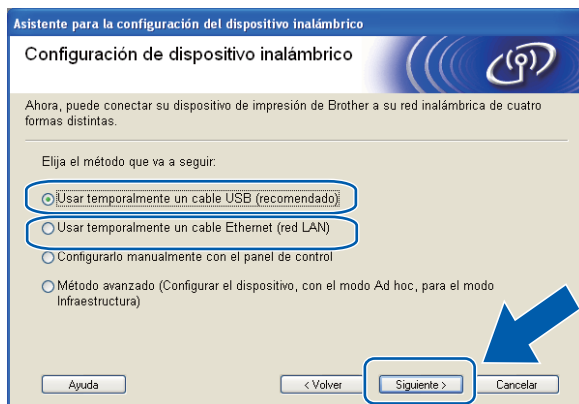 Asistente para la configuración del dispositivo inalámbrico
Configuración de dispositivo inalámbrico
Ahora, puede conectar su dispositivo de impresión de Brother a su red inalámbrica de cuatro
formas distintas.
Elija el método que va a seguir:
Usar temporalmente un cable USB (recomendado)
Usar temporalmente un cable Ethernet (red LAN)
Configurarlo manualmente con el panel de control
Método avanzado (Configurar el dispositivo, con el modo Ad hoc, para el modo
Infraestructura)
Ayuda
< Volver
Siguiente >
Cancelar